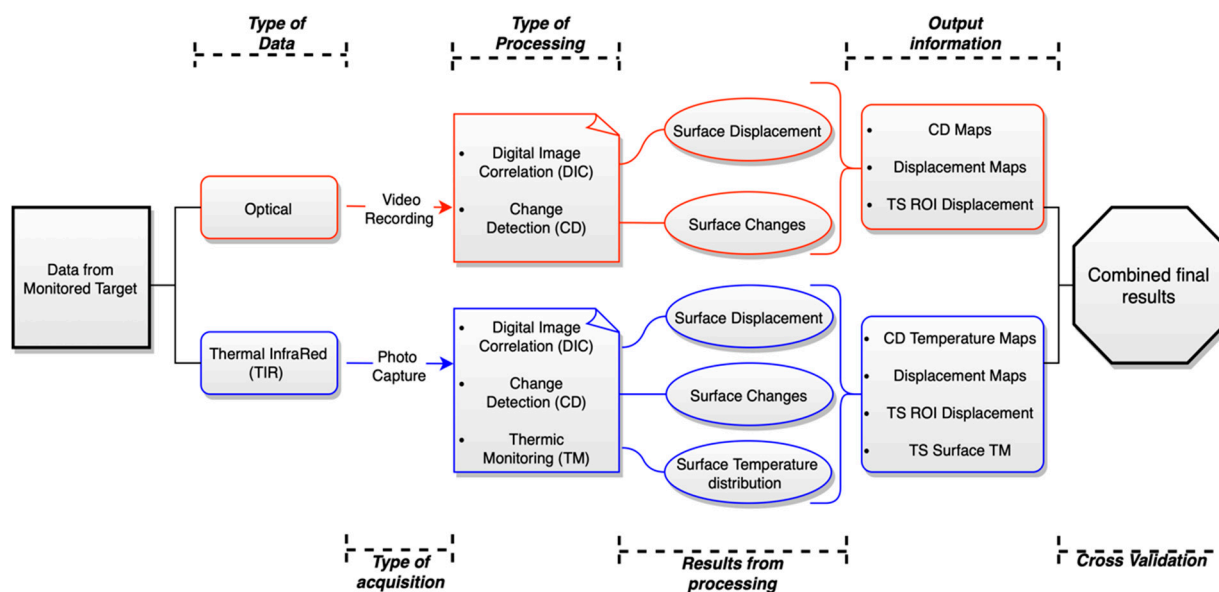 Type of
Data
Type of
Processing
Output
information
Data from
Monitored Target
Optical
Video
Recording
• Digital Image
Correlation (DIC)
• Change
Detection (CD)
Surface Displacement
Surface Changes
• CD Maps
• Displacement Maps
• TS ROI Displacement
Thermal InfraRed
(TIR)
Photo
Capture
• Digital Image
Correlation (DIC)
• Change
Detection (CD)
• Thermic
Monitoring (TM)
Surface Displacement
Surface Changes
Surface Temperature
distribution
• CD Temperature Maps
• Displacement Maps
• TS ROI Displacement
• TS Surface TM
Combined final
results
Type of
acquisition
Results from
processing
Cross Validation